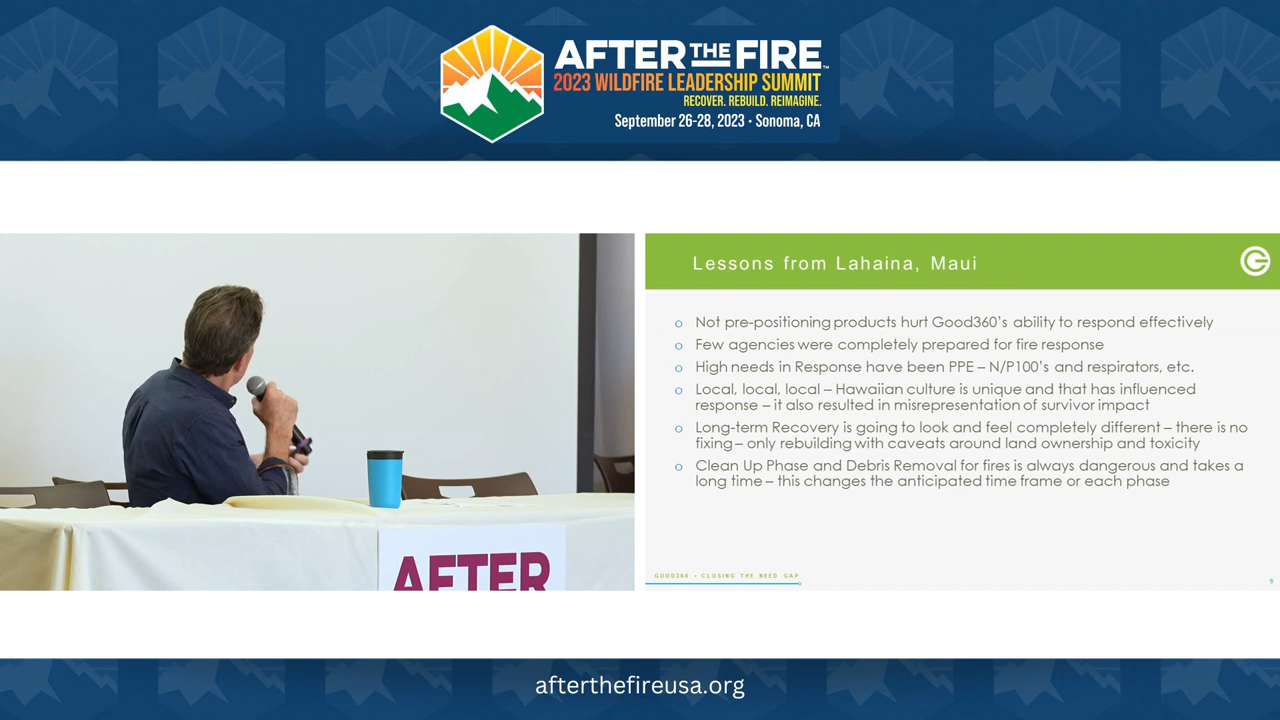 AFTER THE FIRE™
2023 WILDFIRE LEADERSHIP SUMMIT
RECOVER. REBUILD. REIMAGINE.
September 26-28, 2023 • Sonoma, CA
AFTER
Lessons from Lahaina, Maui
o Not pre-positioning products hurt Good360's ability to respond effectively
o Few agencies were completely prepared for fire response
o High needs in Response have been PPE – N/P100's and respirators, etc.
o Local, local, local – Hawaiian culture is unique and that has influenced
response – it also resulted in misrepresentation of survivor impact
o Long-term Recovery is going to look and feel completely different – there is no
fixing – only rebuilding with caveats around land ownership and toxicity
o Clean Up Phase and Debris Removal for fires is always dangerous and takes a
long time – this changes the anticipated time frame or each phase
GOOD360 • CLOSING THE NEED GAP
6
afterthefireusa.org